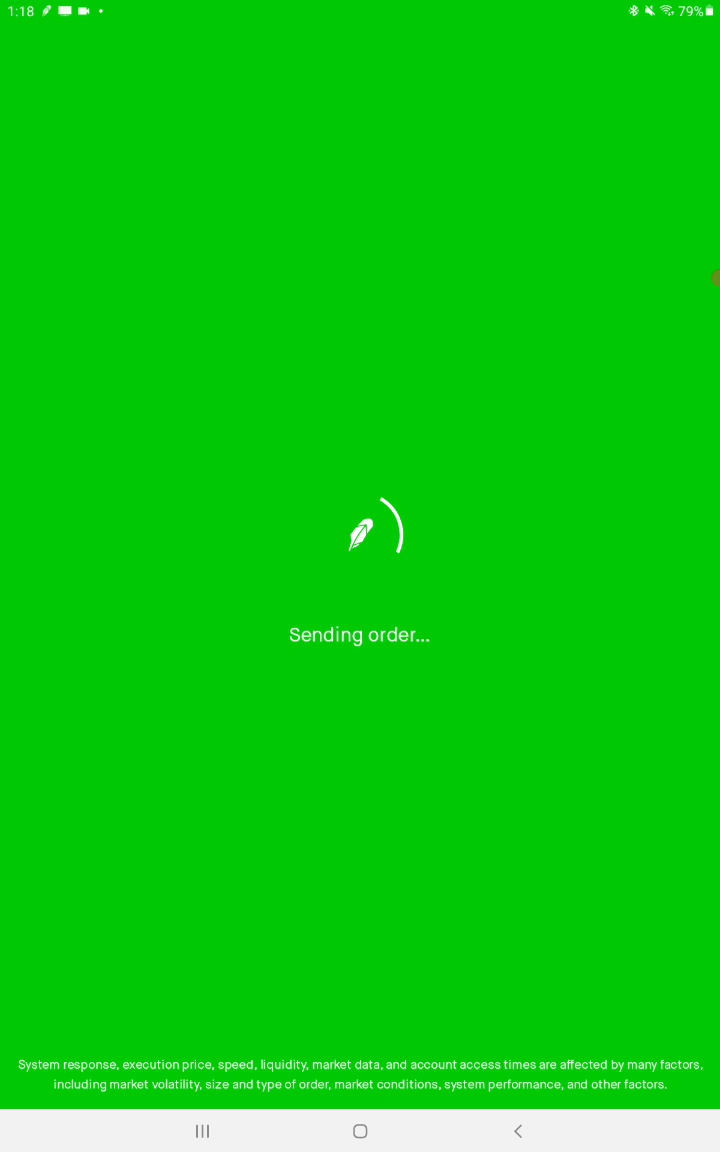 1:18
79%
Sending order...
System response, execution price, speed, liquidity, market data, and account access times are affected by many factors,
including market volatility, size and type of order, market conditions, system performance, and other factors.